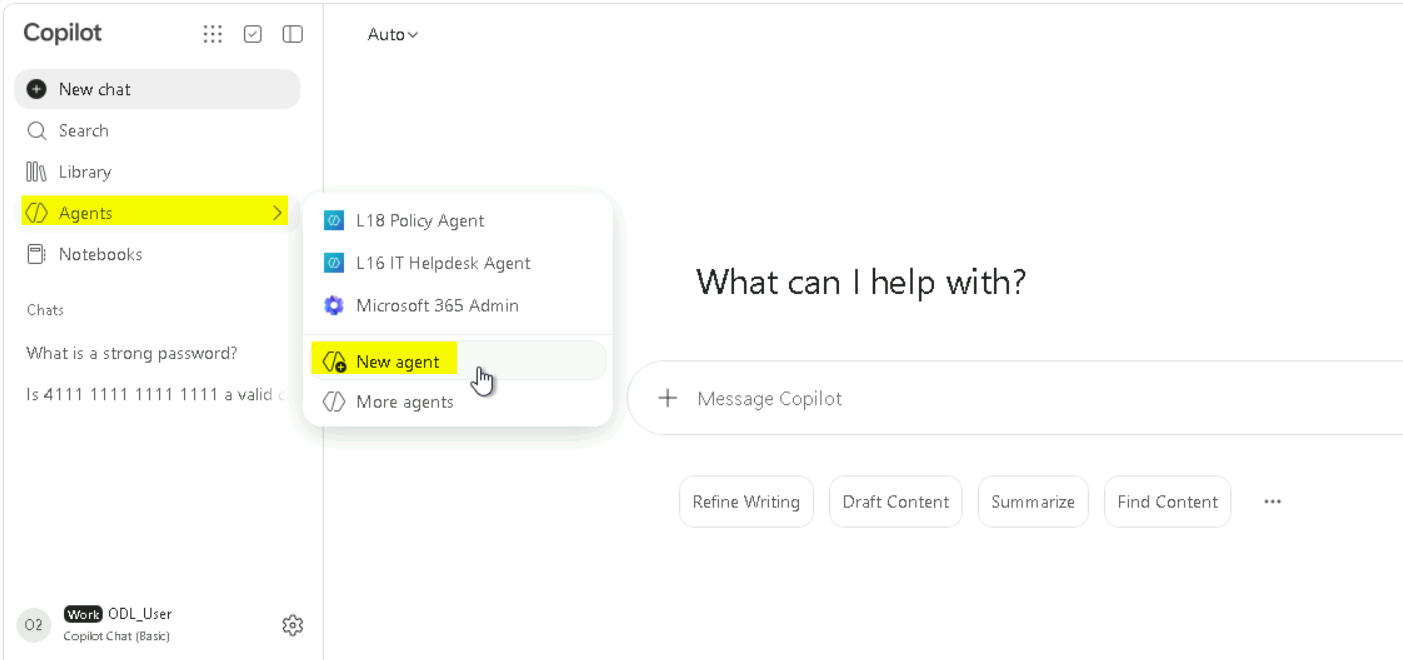 Copilot
Auto
New chat
Search
Library
Agents
Notebooks
Chats
What is a strong password?
Is 4111 1111 1111 1111 a valid
L18 Policy Agent
L16 IT Helpdesk Agent
Microsoft 365 Admin
New agent
More agents
What can I help with?
Message Copilot
Refine Writing
Draft Content
Summarize
Find Content
O2
Work ODL_User
Copilot Chat (Basic)